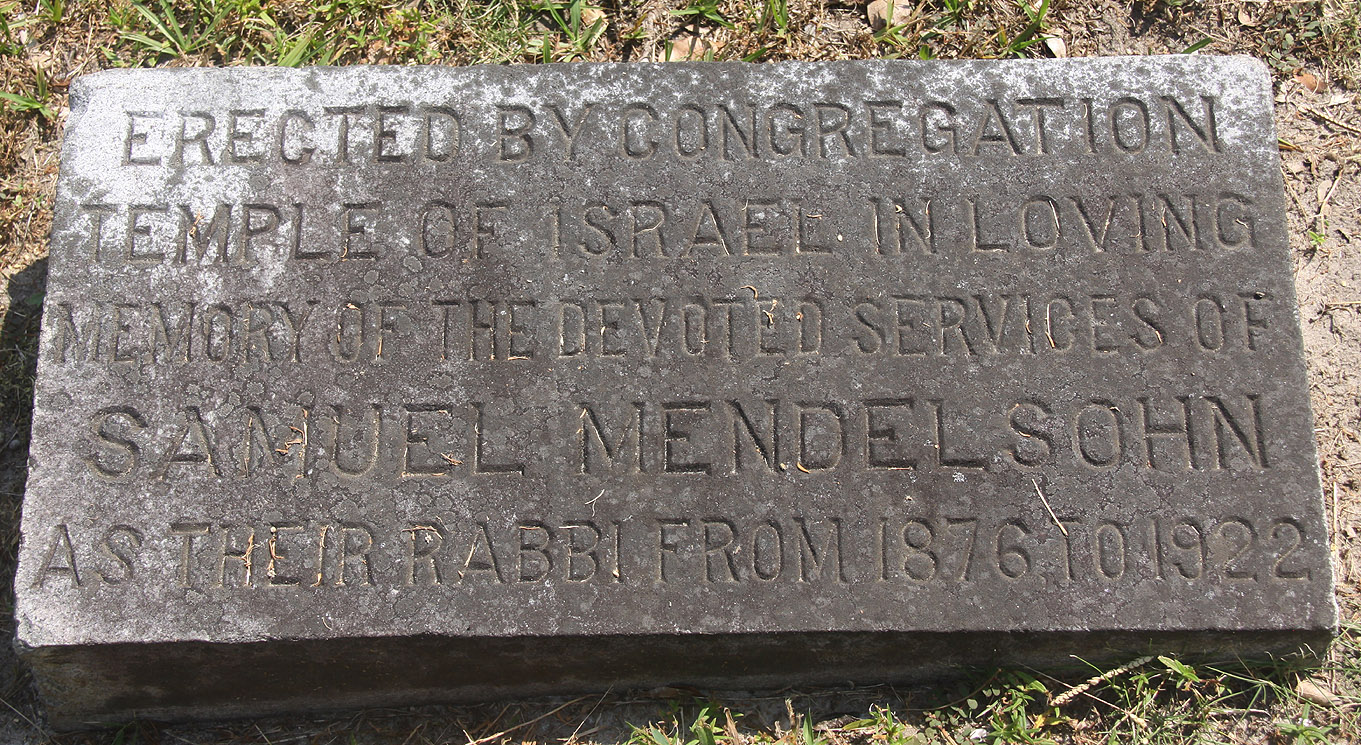 ERECTED BY CONGREGATION
TEMPLE OF ISRAEL IN LOVING
MEMORY OF THE DEVOTED SERVICES OF
SAMUEL MENDELSOHN
AS THEIR RABBI FROM 1876 TO 1922